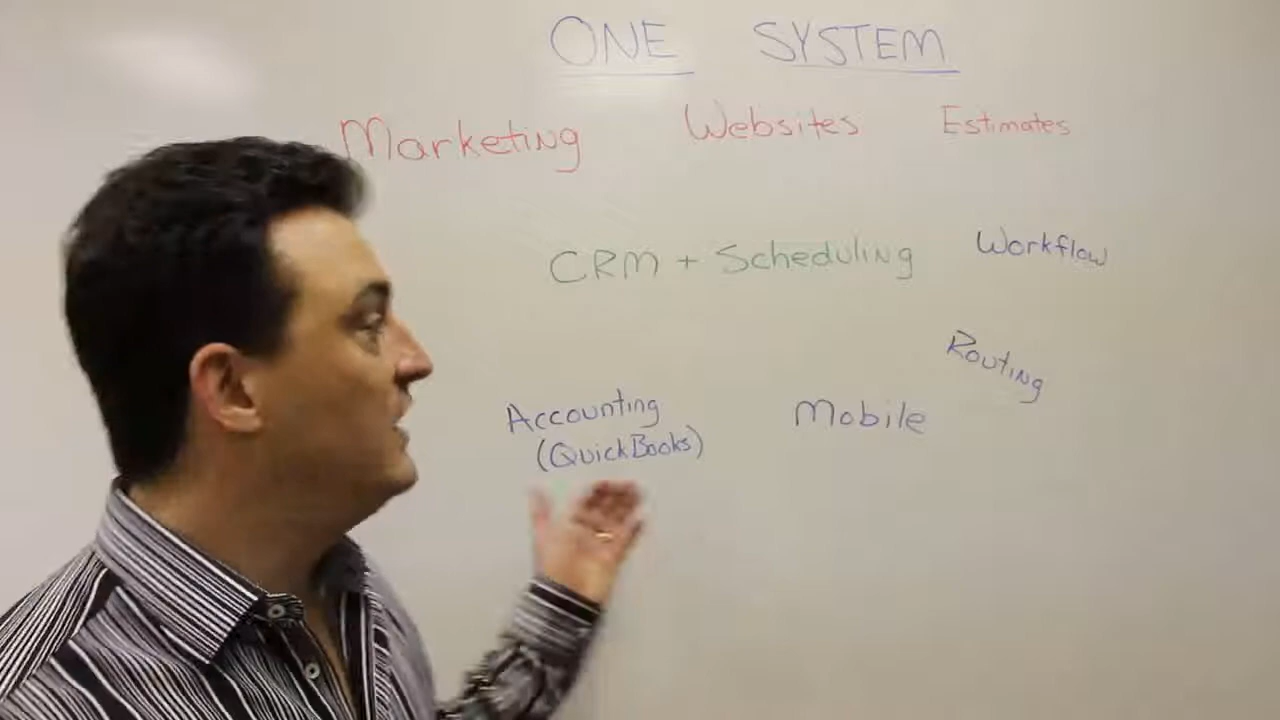 ONE SYSTEM
Marketing Websites Estimates
CRM + Scheduling Workflow
Routing
Accounting Mobile
(QuickBooks)